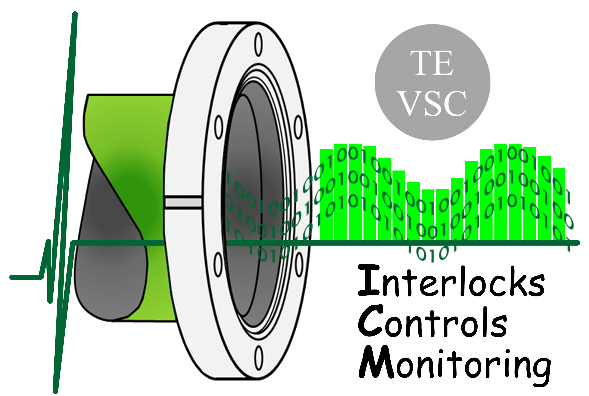 TE
VSC
Interlocks
Controls
Monitoring